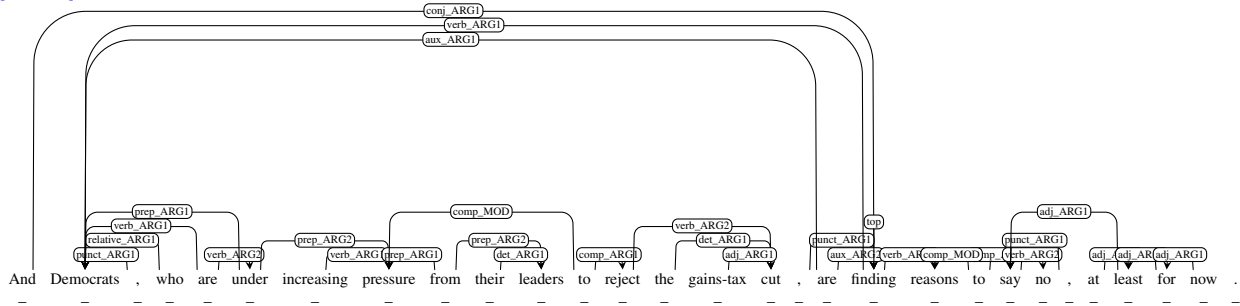 conj_ARG1
verb_ARG1
aux_ARG1
prep_ARG1 comp_MOD top adj_ARG1
verb_ARG1 verb_ARG2
relative_ARG1 prep_ARG2 prep_ARG2 det_ARG1 punct_ARG1 punct_ARG1
punct_ARG1 verb_ARG2 verb_ARG1 prep_ARG1 det_ARG1 comp_ARG1 adj_ARG1 aux_ARG2 comp_MOD verb_ARG2 adj_ARG1
And Democrats , who are under increasing pressure from their leaders to reject the gains-tax cut , are finding reasons to say no , at least for now .